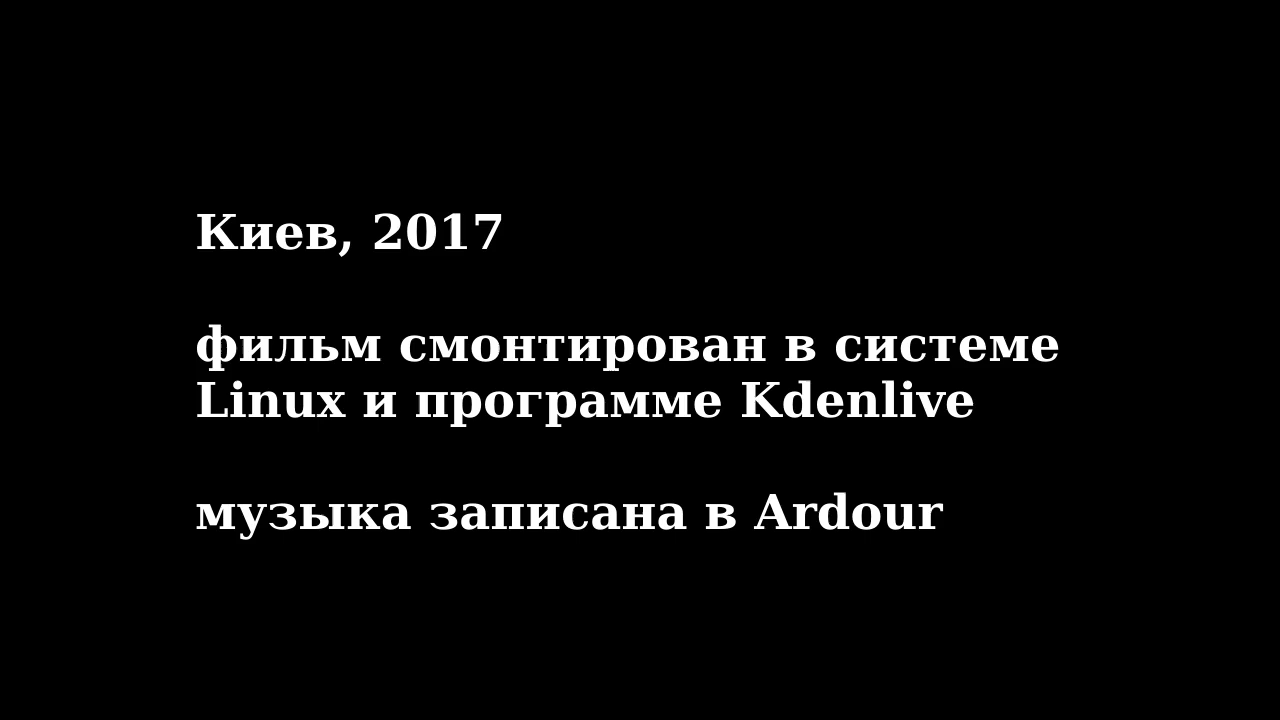 Киев, 2017
фильм смонтирован в системе
Linux и программе Kdenlive
музыка записана в Ardour